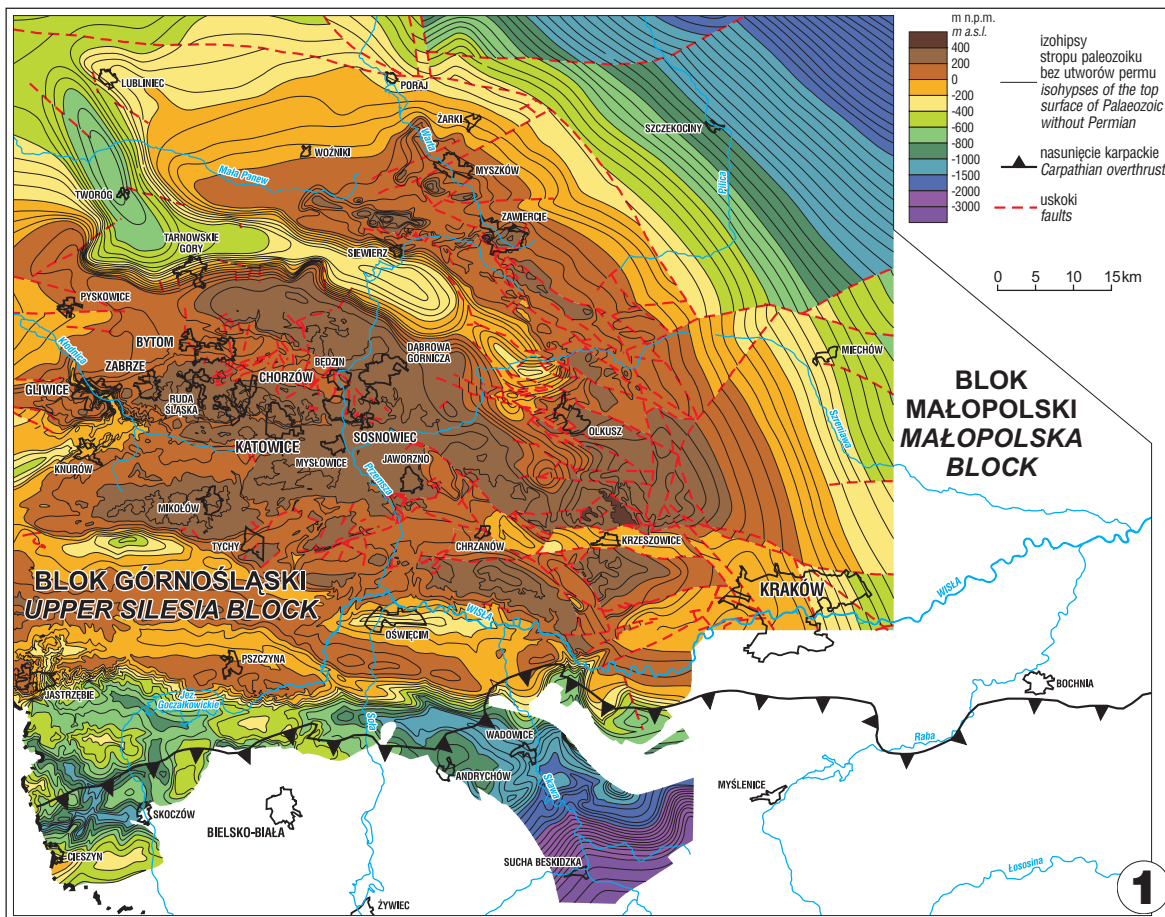 m n.p.m.
m a.s.l.
400
200
0
-200
-400
-600
-800
-1000
-1500
-2000
-3000
izohipsy
stropu paleozoiku
bez utworów permu
isohypses of the top
surface of Palaeozoic
without Permian
nasunięcie karpackie
Carpathian overthrust
uskoki
faults
0 5 10 15km
LUBLINIEC
PORAJ
ŻARKI
SZCZEKOCINY
WOŹNIKI
Warta
MYSZKÓW
Mała Panew
Pilica
TWORÓG
ZAWIERCIE
TARNOWSKIE
GÓRY
SIEWIERZ
PYSKOWICE
Kłodnica
BYTOM
DĄBROWA
GÓRNICZA
MIECHÓW
ZABRZE
BĘDZIN
CHORZÓW
GLIWICE
RUDA
ŚLĄSKA
BLOK
MAŁOPOLSKI
MAŁOPOLSKA
BLOCK
Szreniawa
OLKUSZ
SOSNOWIEC
KATOWICE
KNURÓW
MYSŁOWICE
JAWORZNO
Przemsza
MIKOŁÓW
TYCHY
CHRZANÓW
KRZESZOWICE
BLOK GÓRNOŚLĄSKI
UPPER SILESIA BLOCK
KRAKÓW
WISŁA
WISŁA
OŚWIĘCIM
PSZCZYNA
JASTRZĘBIE
BOCHNIA
Jez.
Goczałkowickie
Soła
WADOWICE
Raba
ANDRYCHÓW
Skawa
MYŚLENICE
SKOCZÓW
BIELSKO-BIAŁA
CIESZYN
SUCHA BESKIDZKA
Łososina
ŻYWIEC
1